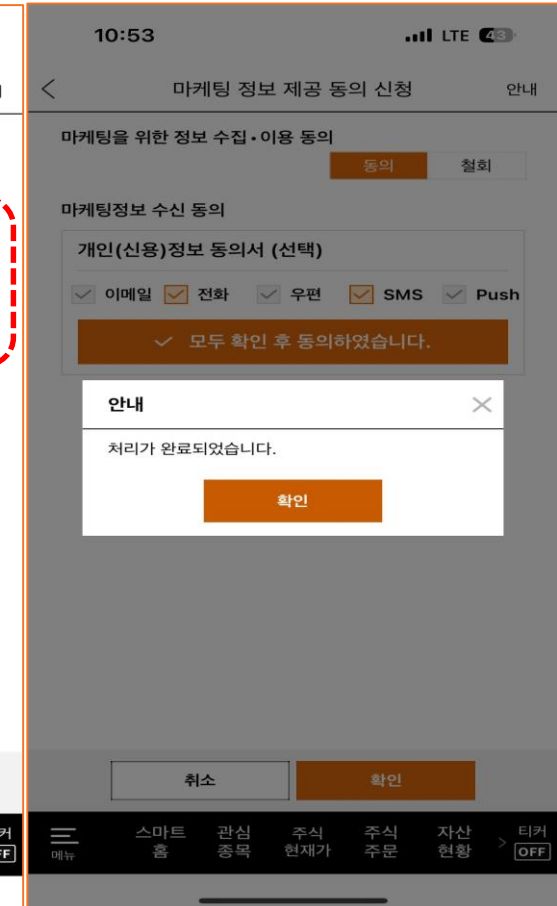 10:53 LTE 43
마케팅 정보 제공 동의 신청 안내
마케팅을 위한 정보 수집·이용 동의
동의 철회
마케팅정보 수신 동의
개인(신용)정보 동의서 (선택)
이메일 전화 우편 SMS Push
모두 확인 후 동의하였습니다.
안내
처리가 완료되었습니다.
확인
취소 확인
메뉴 스마트홈 관심종목 주식현재가 주식주문 자산현황 > 티커 OFF